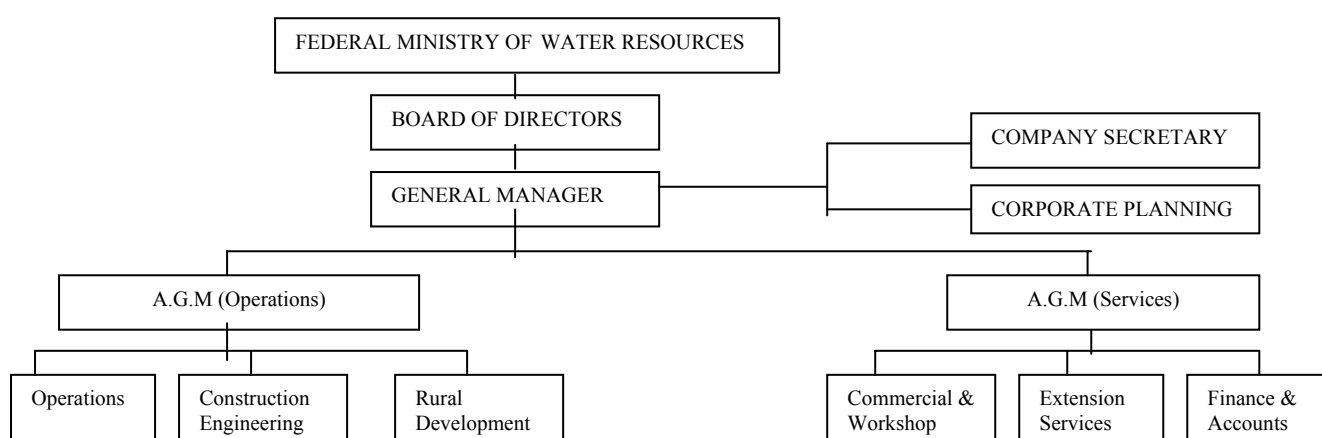 FEDERAL MINISTRY OF WATER RESOURCES
BOARD OF DIRECTORS
COMPANY SECRETARY
GENERAL MANAGER
CORPORATE PLANNING
A.G.M (Operations)
A.G.M (Services)
Operations
Construction
Engineering
Rural
Development
Commercial &
Workshop
Extension
Services
Finance &
Accounts